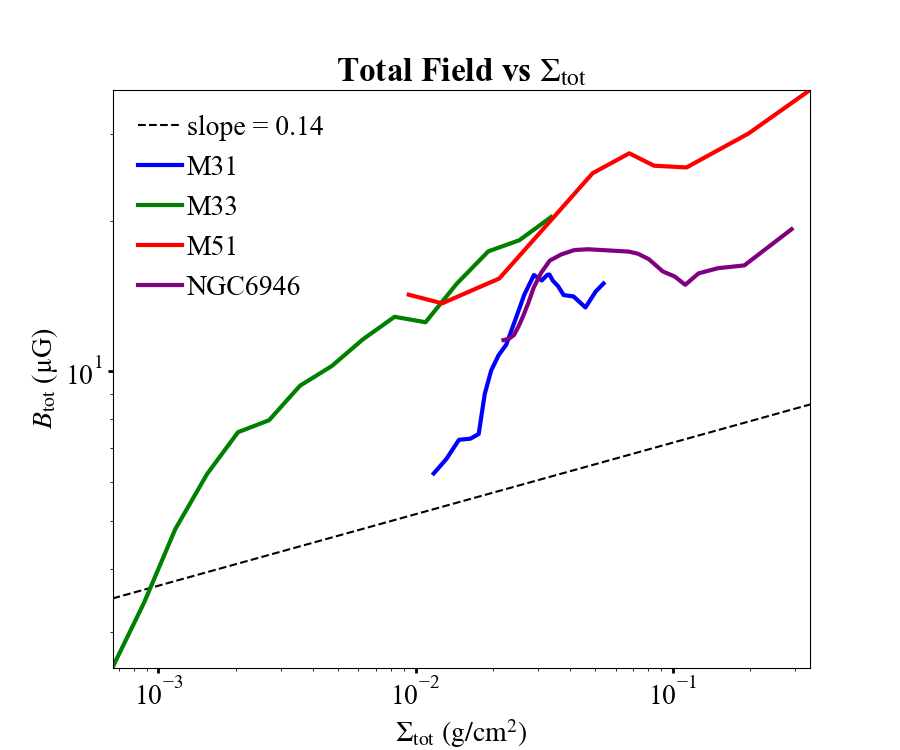 Total Field vs Σtot
slope = 0.14
M31
M33
M51
NGC6946
Btot (µG)
10¹
10⁻³
10⁻²
10⁻¹
Σtot (g/cm²)